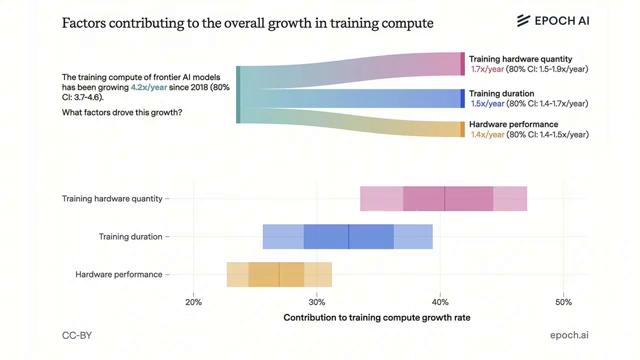 Factors contributing to the overall growth in training compute
EPOCH AI
The training compute of frontier AI models
has been growing 4.2x/year since 2018 (80%
CI: 3.7-4.6).
What factors drove this growth?
Training hardware quantity
1.7x/year (80% CI: 1.5-1.9x/year)
Training duration
1.5x/year (80% CI: 1.4-1.7x/year)
Hardware performance
1.4x/year (80% CI: 1.4-1.5x/year)
Training hardware quantity
Training duration
Hardware performance
20%
30%
40%
50%
Contribution to training compute growth rate
CC-BY
epoch.ai